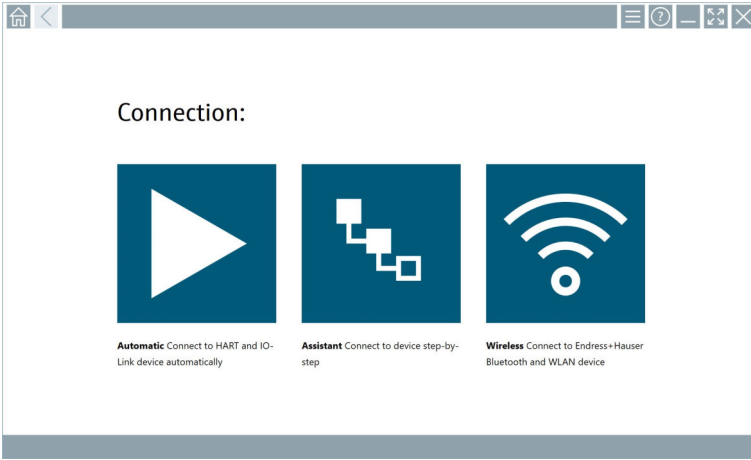 Connection:
Automatic Connect to HART and IO-
Link device automatically
Assistant Connect to device step-by-
step
Wireless Connect to Endress+Hauser
Bluetooth and WLAN device